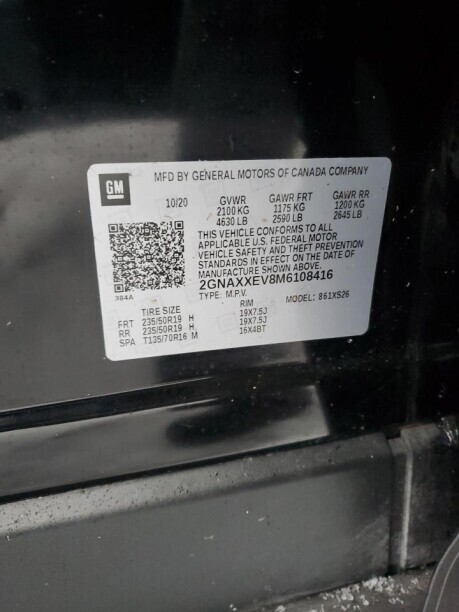 MFD BY GENERAL MOTORS OF CANADA COMPANY
GM
10/20 GVWR GAWR FRT GAWR RR
2100 KG 1175 KG 1200 KG
4630 LB 2590 LB 2645 LB
THIS VEHICLE CONFORMS TO ALL
APPLICABLE U.S. FEDERAL MOTOR
VEHICLE SAFETY AND THEFT PREVENTION
STANDARDS IN EFFECT ON THE DATE OF
MANUFACTURE SHOWN ABOVE.
2GNAXXEV8M6108416
TYPE: M.P.V. MODEL: 861XS26
384A
TIRE SIZE RIM
FRT 235/50R19 H 19X7.5J
RR 235/50R19 H 19X7.5J
SPA T135/70R16 M 16X4BT